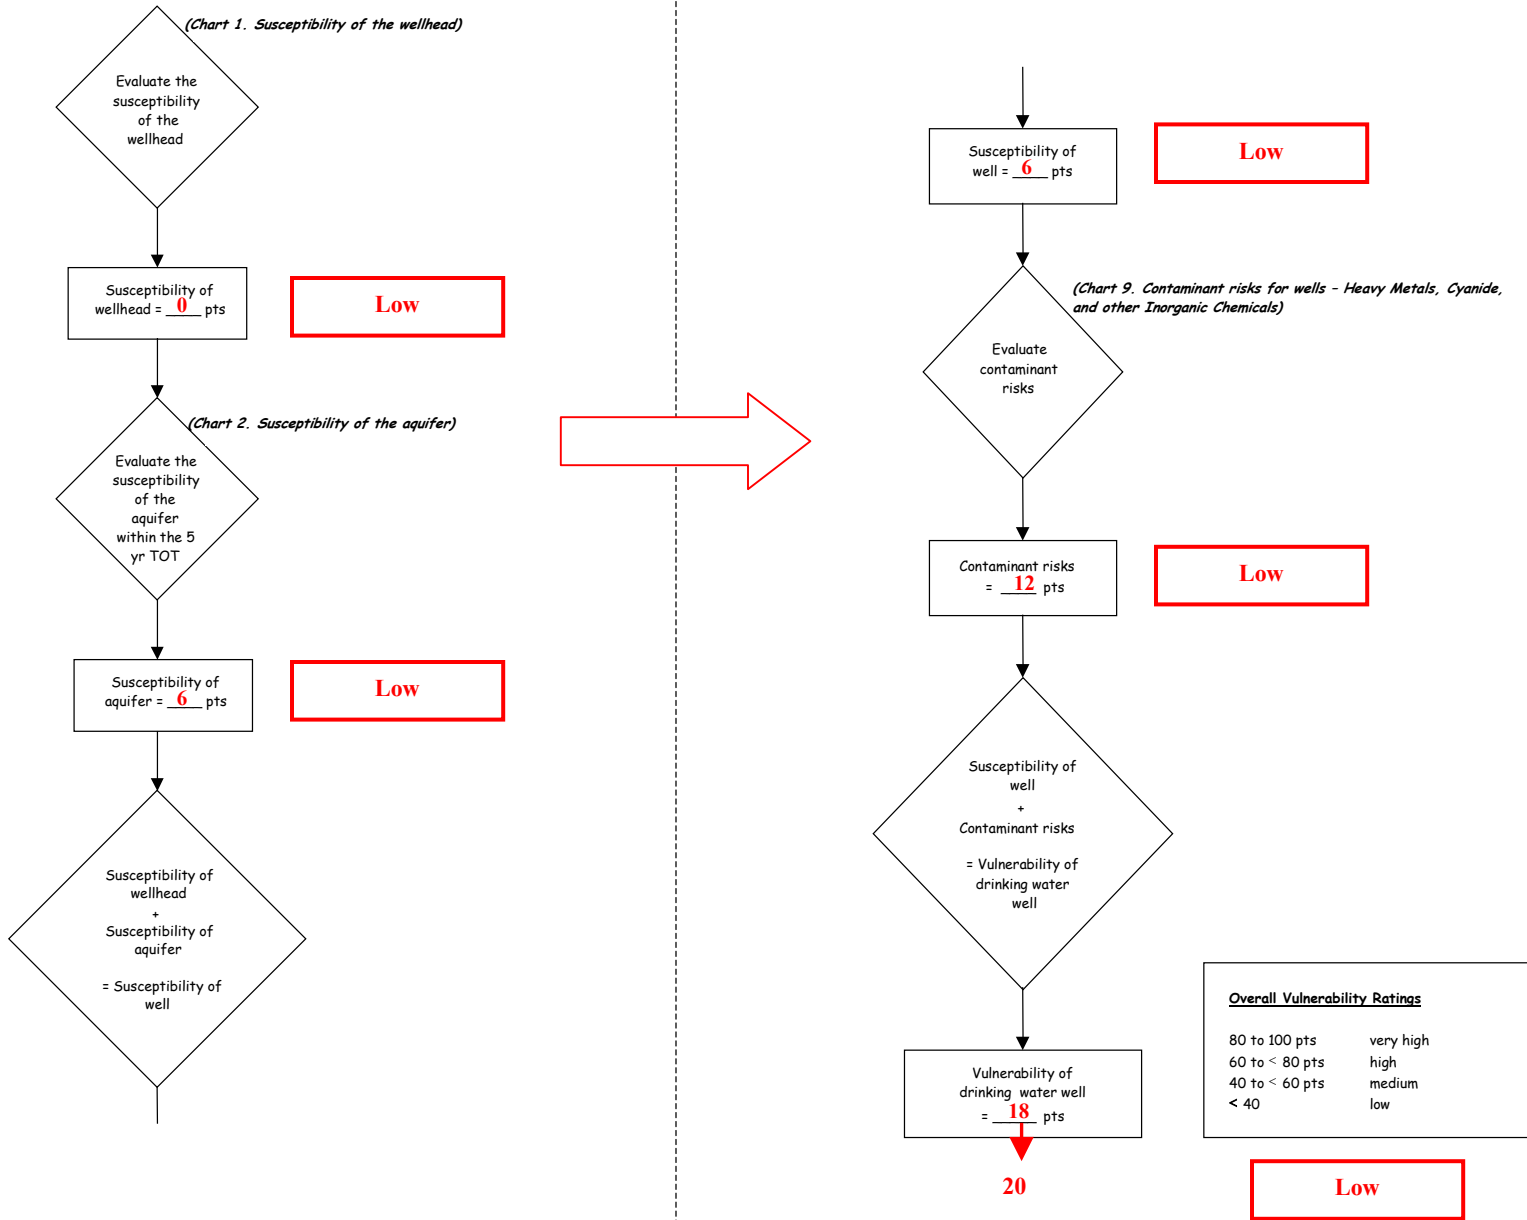 (Chart 1. Susceptibility of the wellhead)
Evaluate the
susceptibility
of the
wellhead
Susceptibility of
wellhead = 0 pts
Low
(Chart 2. Susceptibility of the aquifer)
Evaluate the
susceptibility
of the
aquifer
within the 5
yr TOT
Susceptibility of
aquifer = 6 pts
Low
Susceptibility of
wellhead
+
Susceptibility of
aquifer
= Susceptibility of
well
Susceptibility of
well = 6 pts
Low
(Chart 9. Contaminant risks for wells – Heavy Metals, Cyanide,
and other Inorganic Chemicals)
Evaluate
contaminant
risks
Contaminant risks
= 12 pts
Low
Susceptibility of
well
+
Contaminant risks
= Vulnerability of
drinking water
well
Vulnerability of
drinking water well
= 18 pts
20
Overall Vulnerability Ratings
80 to 100 pts very high
60 to < 80 pts high
40 to < 60 pts medium
< 40 low
Low